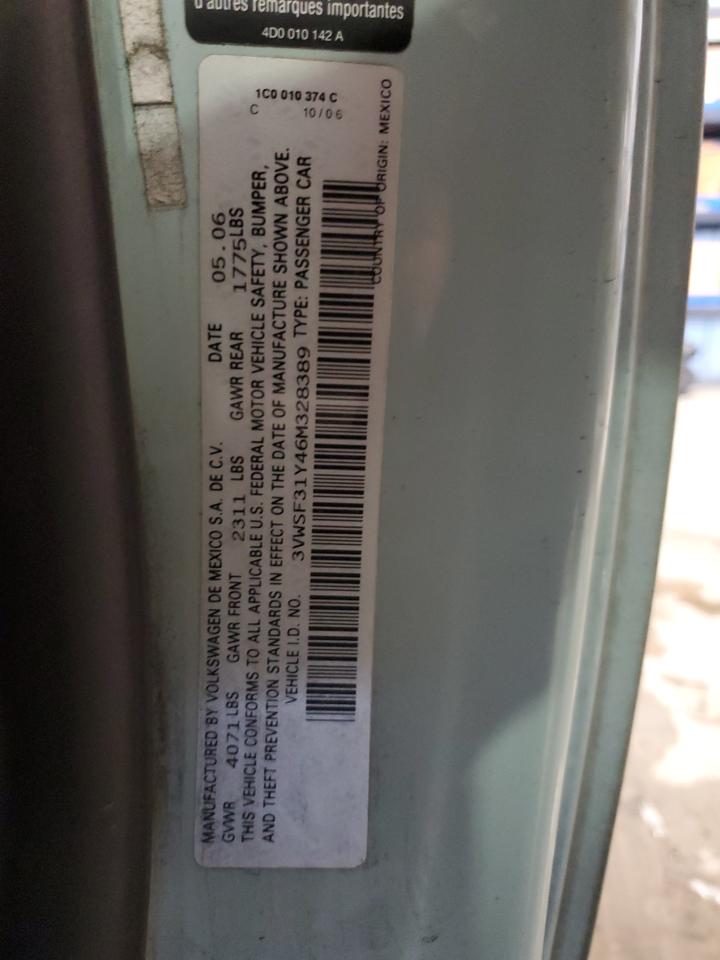 d'autres remarques importantes
4D0 010 142 A
1C0 010 374 C
C 10/06
MANUFACTURED BY VOLKSWAGEN DE MEXICO S.A. DE C.V. DATE 05.06
GVWR 4071LBS GAWR FRONT 2311 LBS GAWR REAR 1775LBS
THIS VEHICLE CONFORMS TO ALL APPLICABLE U.S. FEDERAL MOTOR VEHICLE SAFETY, BUMPER,
AND THEFT PREVENTION STANDARDS IN EFFECT ON THE DATE OF MANUFACTURE SHOWN ABOVE.
VEHICLE I.D. NO. 3VWSF31Y46M328389 TYPE: PASSENGER CAR
COUNTRY OF ORIGIN: MEXICO